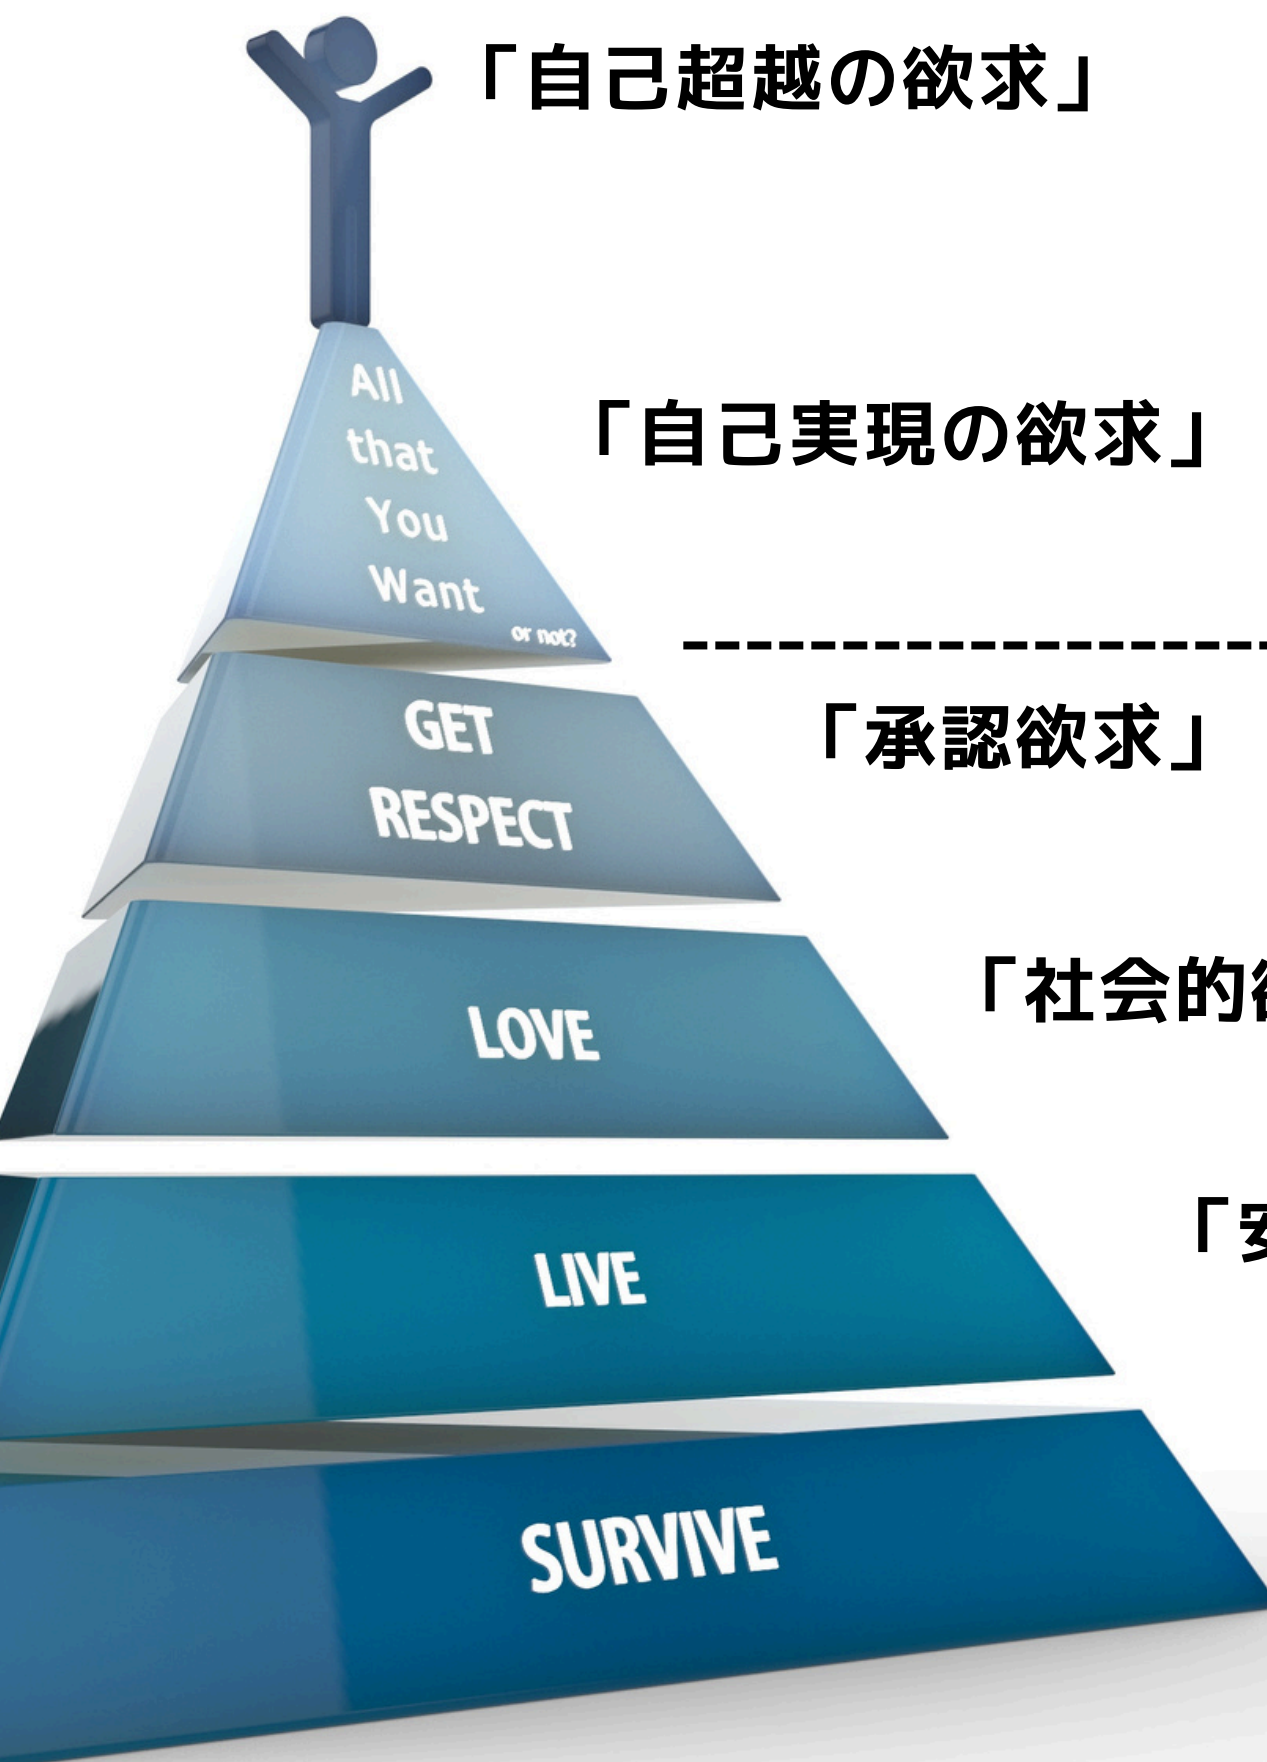 「自己超越の欲求」
All
that
You
Want
or not?
「自己実現の欲求」
GET
RESPECT
「承認欲求」
LOVE
「社会的
LIVE
「安
SURVIVE